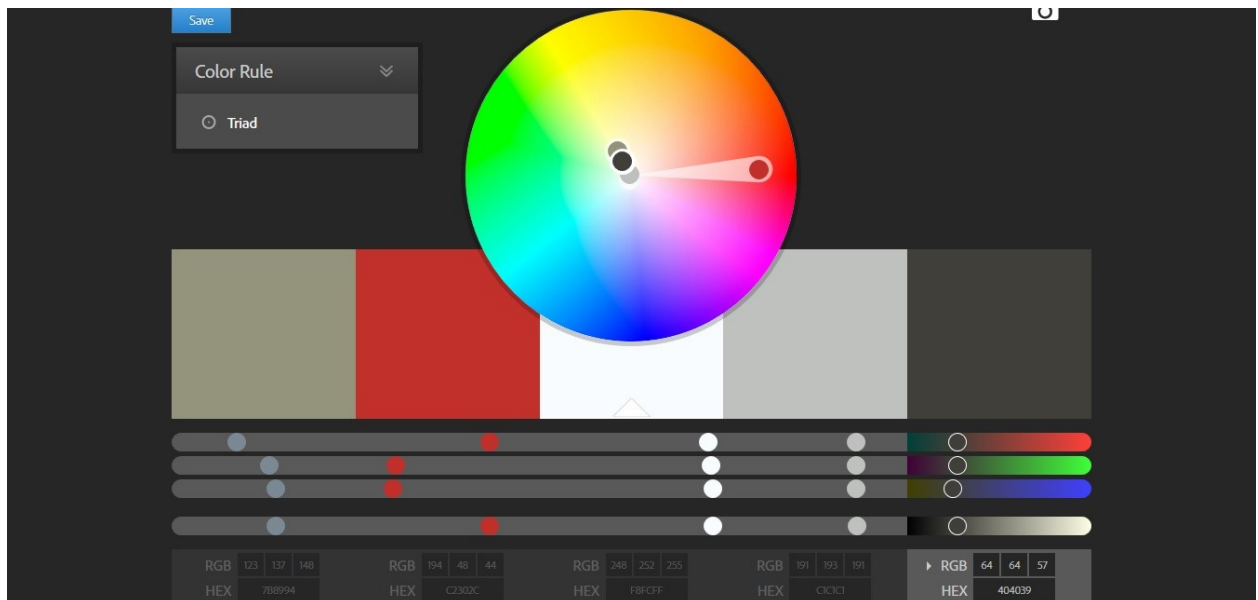 Save
Color Rule
Triad
RGB 123 137 148 RGB 194 48 44 RGB 248 252 255 RGB 191 193 191 RGB 64 64 57
HEX 7B8994 HEX C2302C HEX F8FCFF HEX C1C1C1 HEX 404039